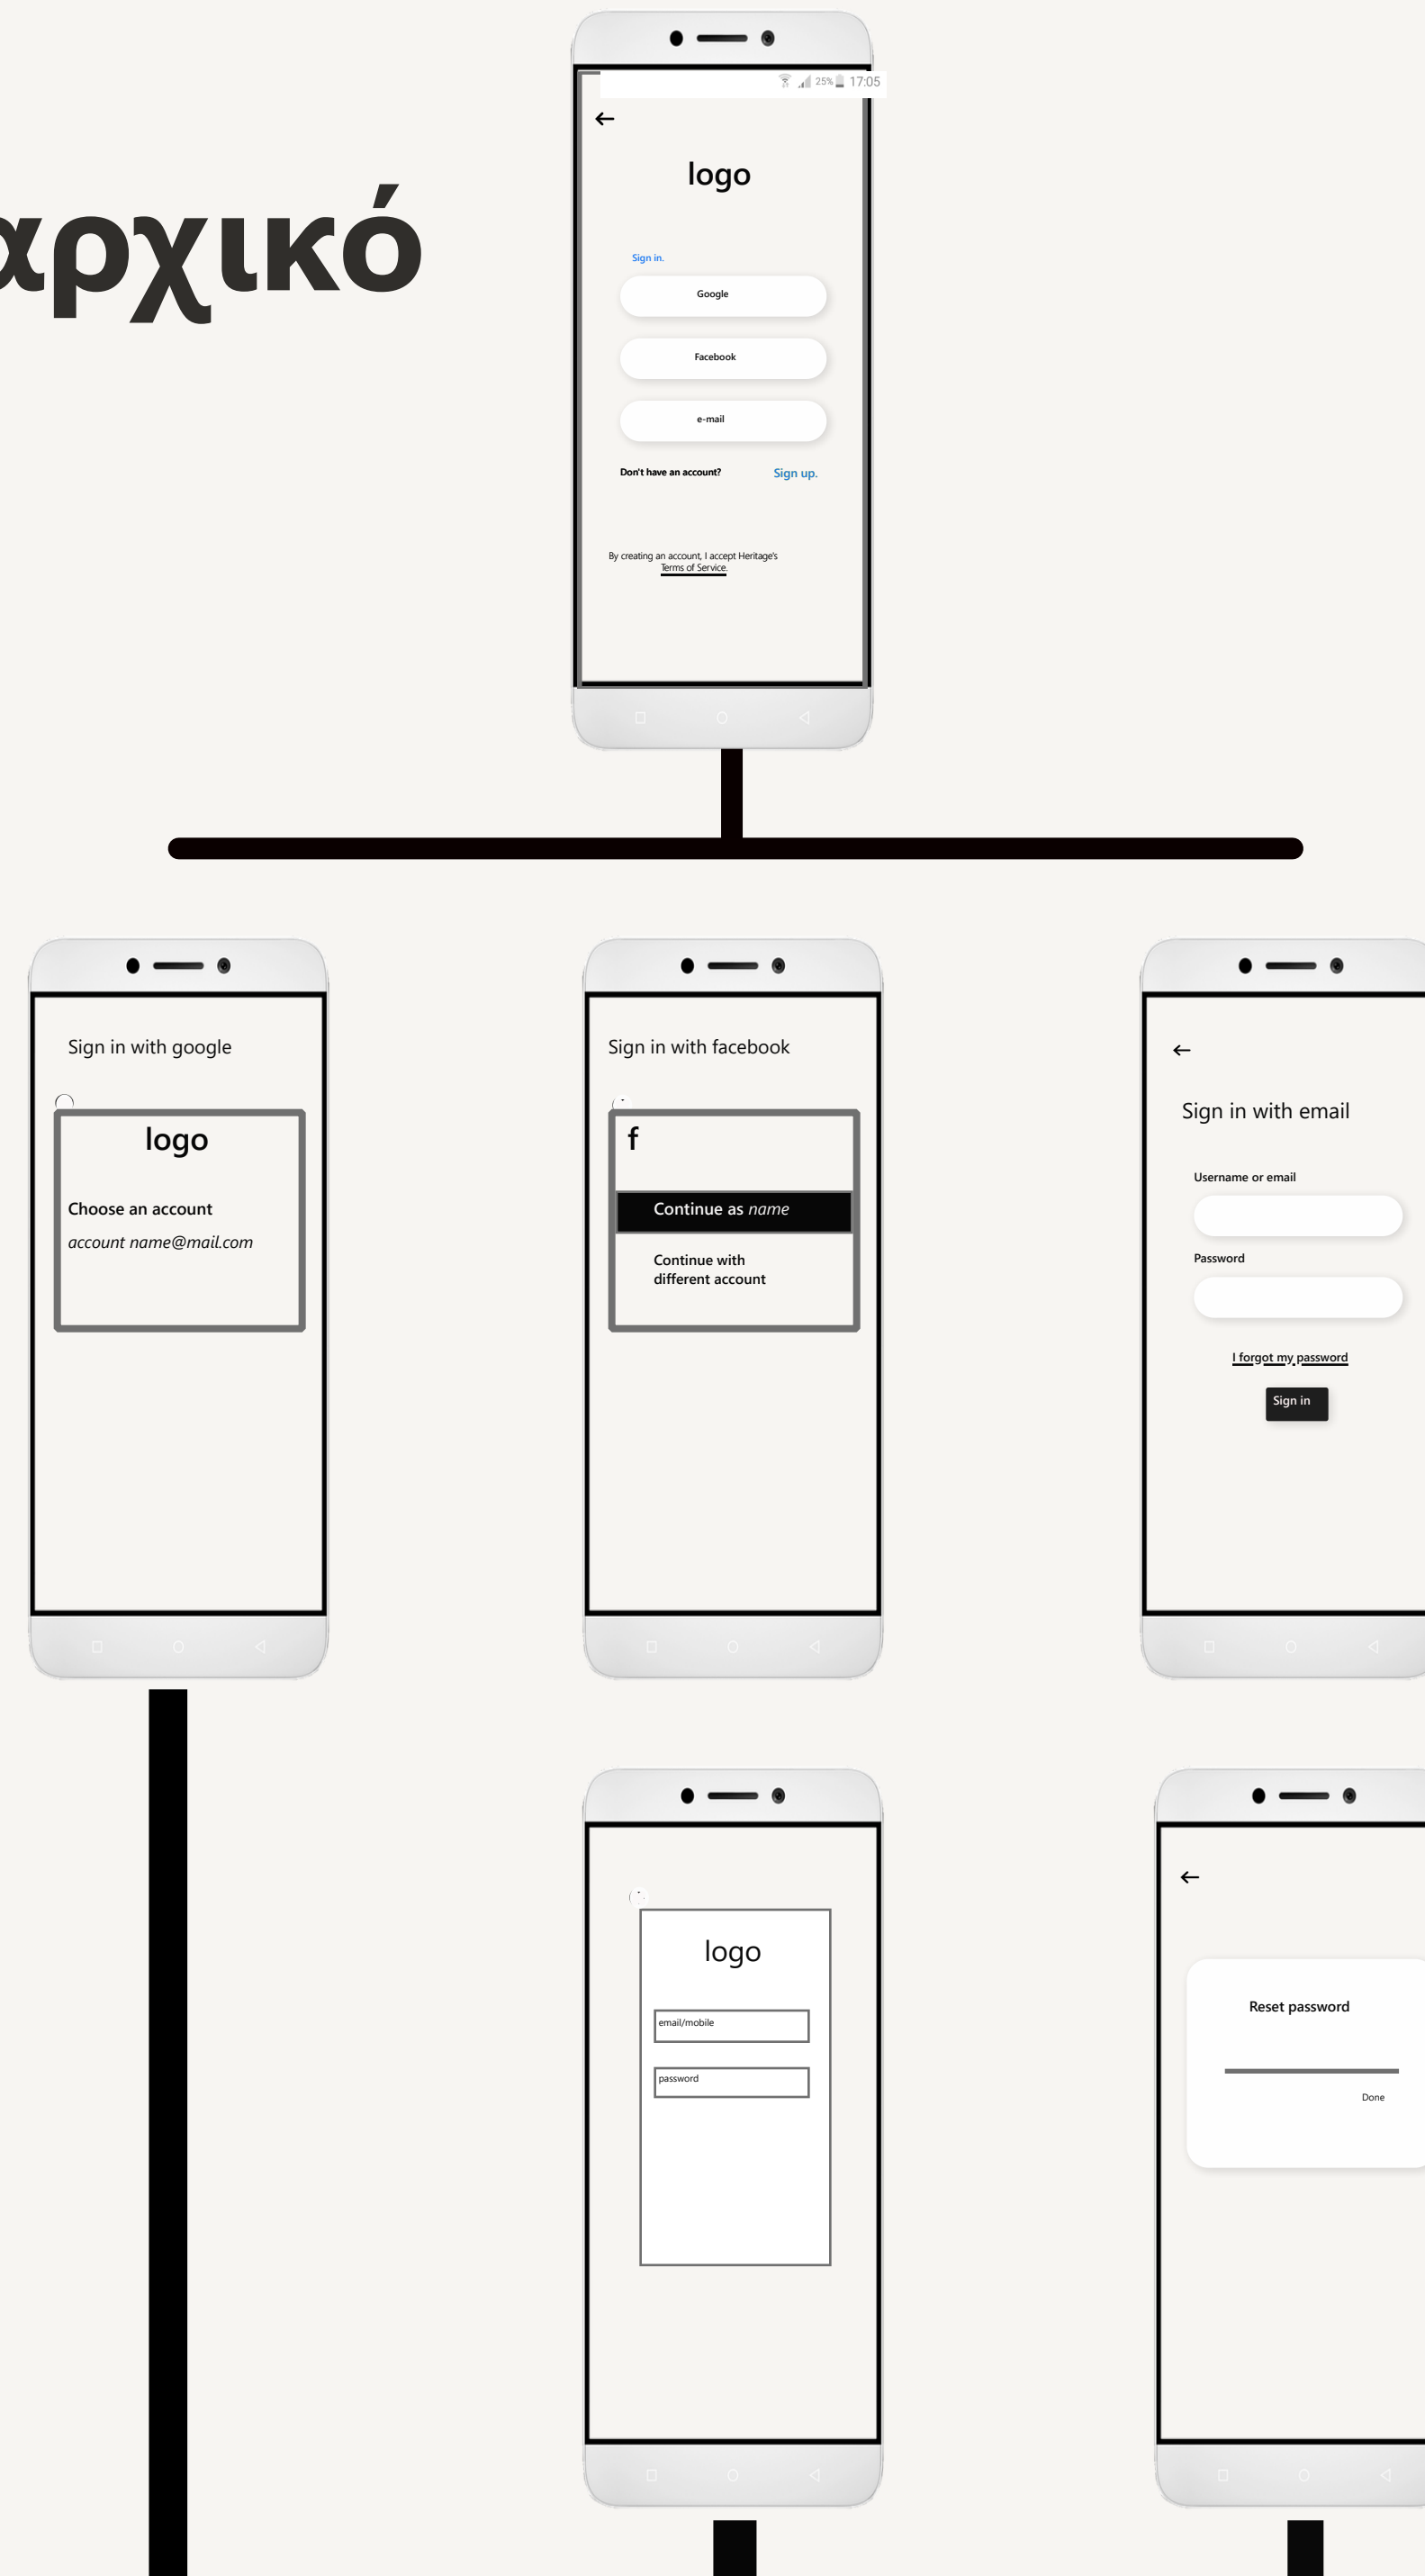 αρχικό
25% 17:05
logo
Sign in.
Google
Facebook
e-mail
Don't have an account? Sign up.
By creating an account, I accept Heritage's
Terms of Service.
Sign in with google
logo
Choose an account
account name@mail.com
Sign in with facebook
f
Continue as name
Continue with
different account
Sign in with email
Username or email
Password
I forgot my password
Sign in
logo
email/mobile
password
Reset password
Done